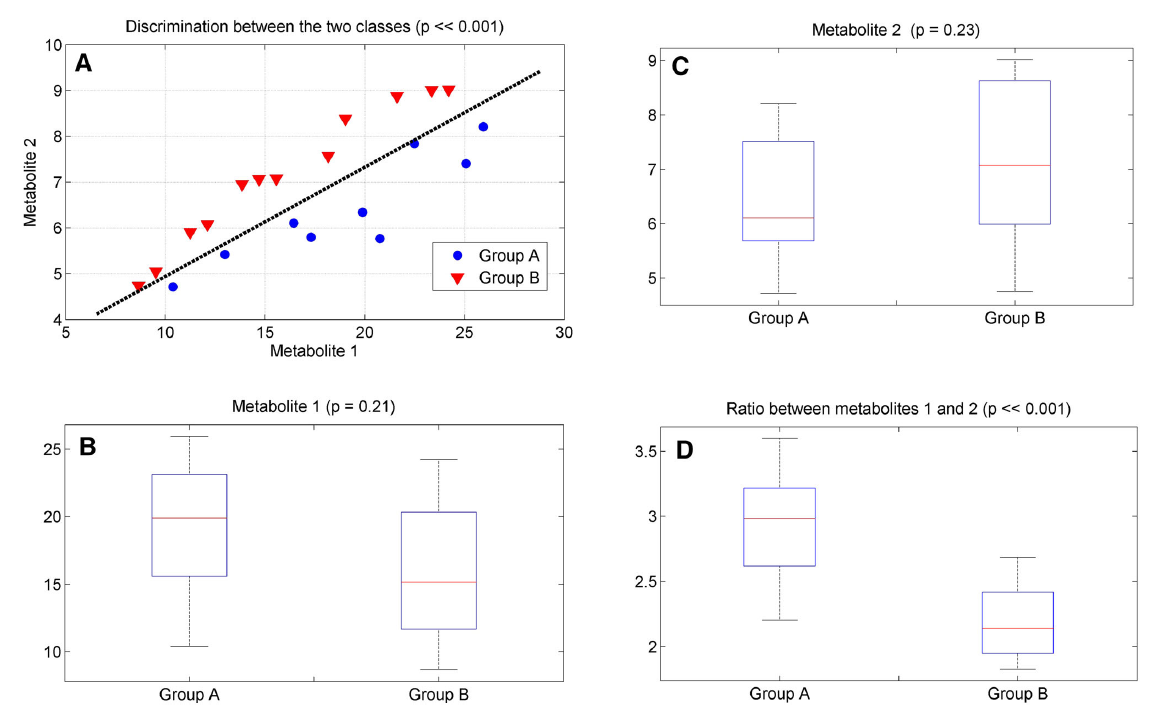 Discrimination between the two classes (p << 0.001)
A
Metabolite 2
10
9
8
7
6
5
4
5
10
15
20
25
30
Metabolite 1
Group A
Group B
Metabolite 2 (p = 0.23)
C
9
8
7
6
5
Group A
Group B
Metabolite 1 (p = 0.21)
B
25
20
15
10
Group A
Group B
Ratio between metabolites 1 and 2 (p << 0.001)
D
3.5
3
2.5
2
Group A
Group B